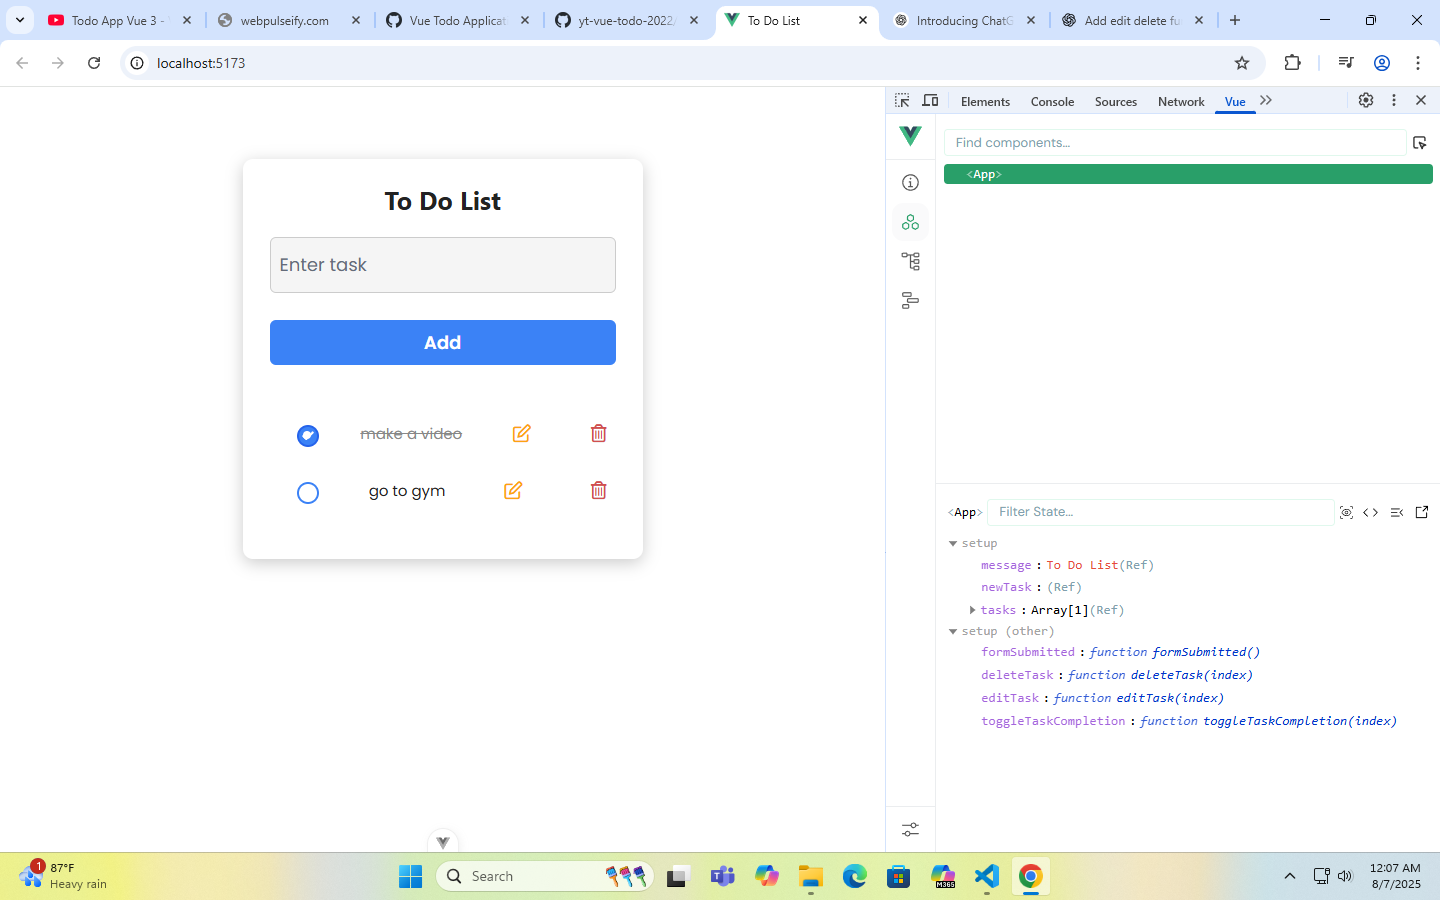 Todo App Vue 3 -
webpulseify.com
Vue Todo Applicat
yt-vue-todo-2022/
To Do List
Introducing ChatG
Add edit delete fu
localhost:5173
Elements Console Sources Network Vue
Find components...
<App>
To Do List
Enter task
Add
make a video
go to gym
<App> Filter State...
setup
message : To Do List(Ref)
newTask : (Ref)
tasks : Array[1](Ref)
setup (other)
formSubmitted : function formSubmitted()
deleteTask : function deleteTask(index)
editTask : function editTask(index)
toggleTaskCompletion : function toggleTaskCompletion(index)
1
87°F
Heavy rain
Search
M365
12:07 AM
8/7/2025